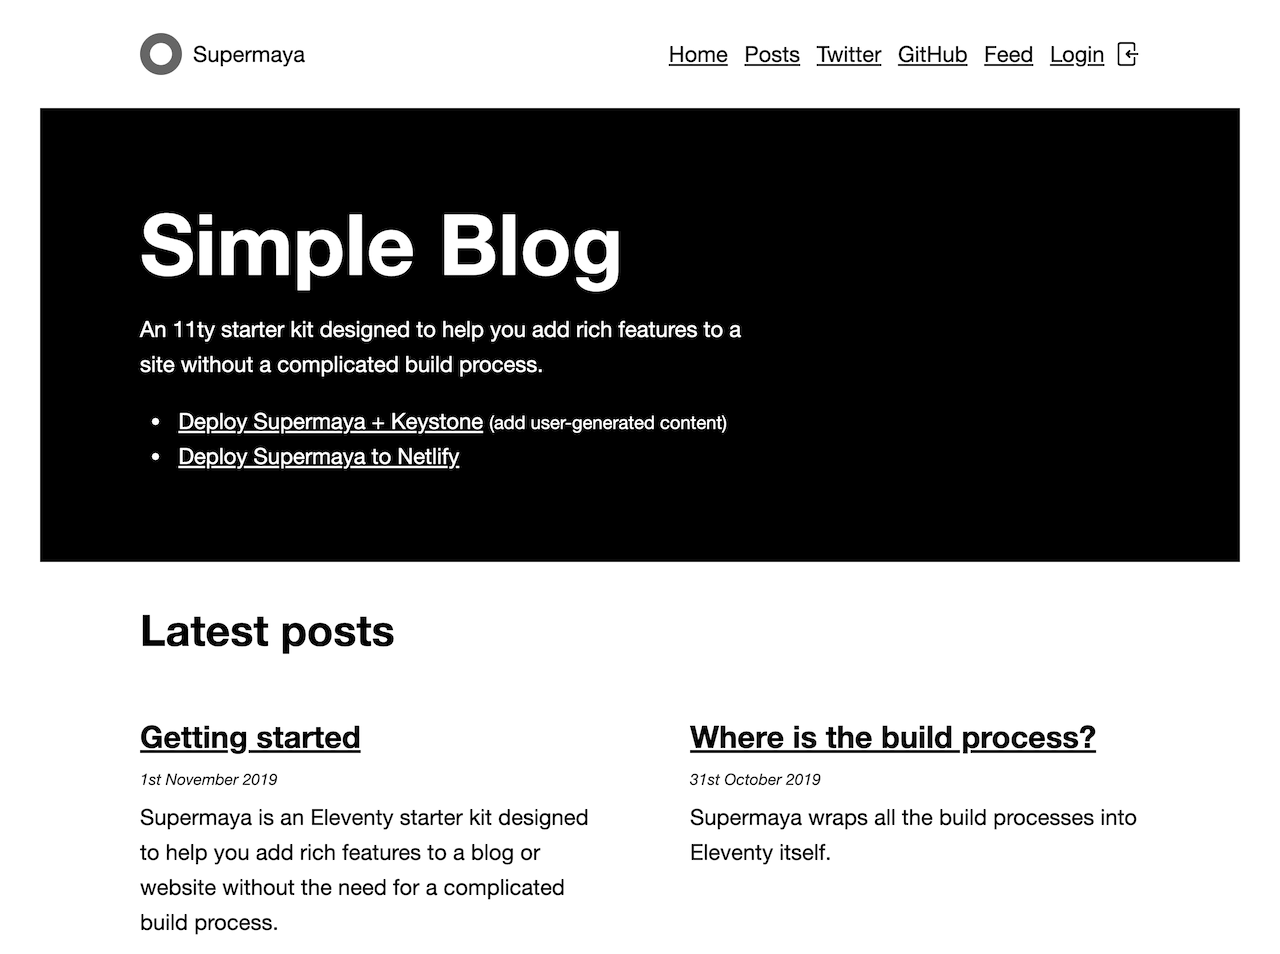 Supermaya
Home Posts Twitter GitHub Feed Login
Simple Blog
An 11ty starter kit designed to help you add rich features to a
site without a complicated build process.
• Deploy Supermaya + Keystone (add user-generated content)
• Deploy Supermaya to Netlify
Latest posts
Getting started
1st November 2019
Supermaya is an Eleventy starter kit designed
to help you add rich features to a blog or
website without the need for a complicated
build process.
Where is the build process?
31st October 2019
Supermaya wraps all the build processes into
Eleventy itself.